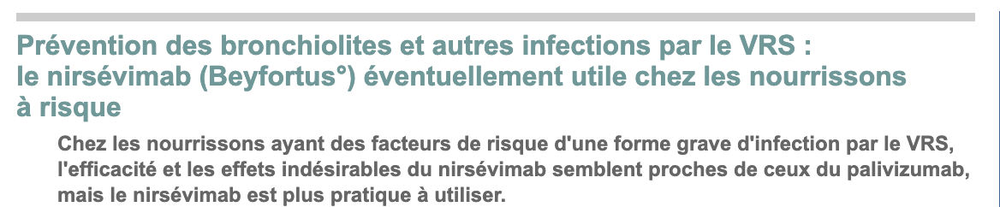 Prévention des bronchiolites et autres infections par le VRS :
le nirsévimab (Beyfortus°) éventuellement utile chez les nourrissons
à risque
Chez les nourrissons ayant des facteurs de risque d'une forme grave d'infection par le VRS,
l'efficacité et les effets indésirables du nirsévimab semblent proches de ceux du palivizumab,
mais le nirsévimab est plus pratique à utiliser.